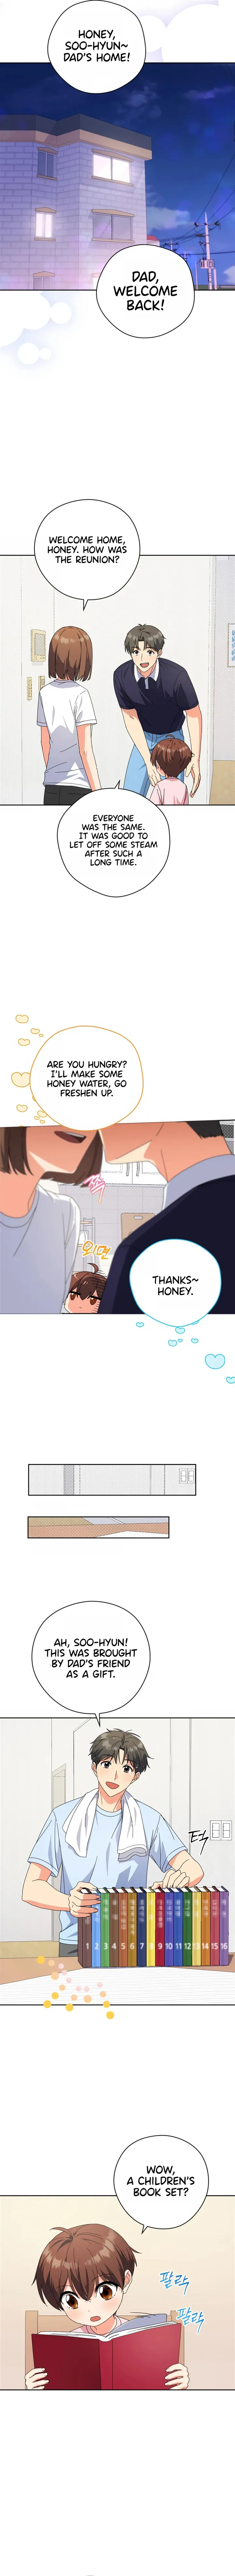 HONEY,
SOO-HYUN~
DAD'S HOME!
DAD,
WELCOME
BACK!
WELCOME HOME,
HONEY. HOW WAS
THE REUNION?
EVERYONE
WAS THE SAME.
IT WAS GOOD TO
LET OFF SOME STEAM
AFTER SUCH A
LONG TIME.
ARE YOU HUNGRY?
I'LL MAKE SOME
HONEY WATER, GO
FRESHEN UP.
쪽
외면
THANKS~
HONEY.
AH, SOO-HYUN!
THIS WAS BROUGHT
BY DAD'S FRIEND
AS A GIFT.
턱
1 2 3 4 5 6 7 8 9 10 11 12 13 14 15 16
WOW,
A CHILDREN'S
BOOK SET?
팔락
팔락